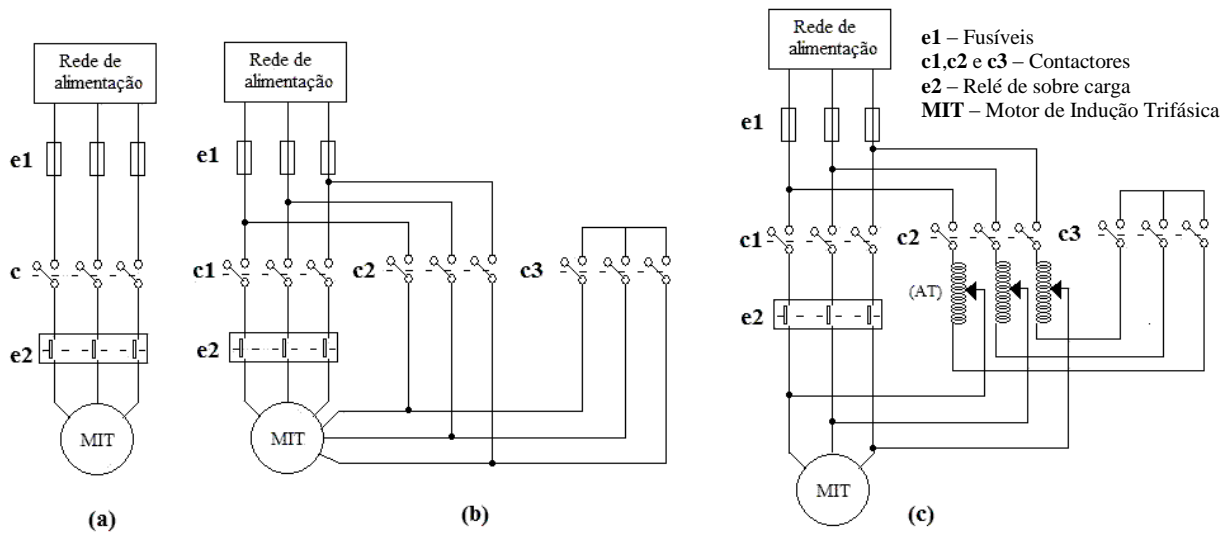 Rede de
alimentação
e1
c
e2
MIT
(a)
Rede de
alimentação
e1
c1
c2
c3
e2
MIT
(b)
Rede de
alimentação
e1
c1
c2
c3
(AT)
e2
MIT
(c)
e1 – Fusíveis
c1,c2 e c3 – Contactores
e2 – Relé de sobre carga
MIT – Motor de Indução Trifásica